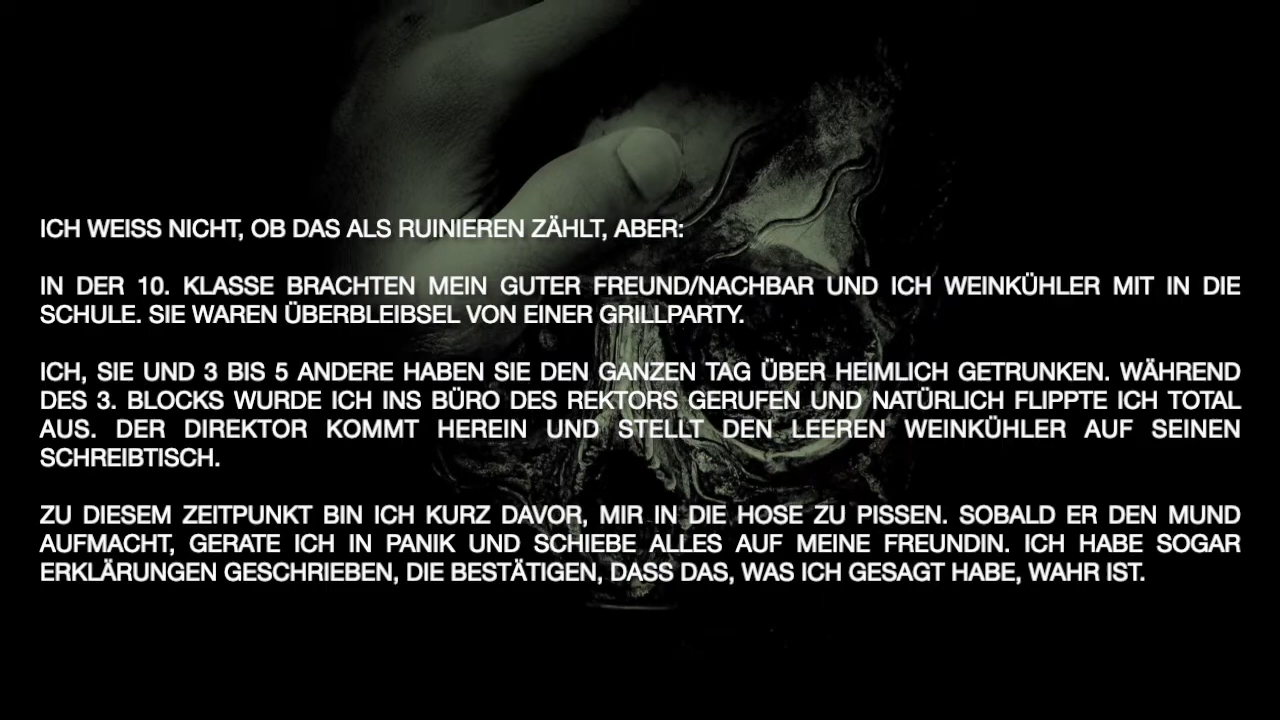 ICH WEISS NICHT, OB DAS ALS RUINIEREN ZÄHLT, ABER:
IN DER 10. KLASSE BRACHTEN MEIN GUTER FREUND/NACHBAR UND ICH WEINKÜHLER MIT IN DIE
SCHULE. SIE WAREN ÜBERBLEIBSEL VON EINER GRILLPARTY.
ICH, SIE UND 3 BIS 5 ANDERE HABEN SIE DEN GANZEN TAG ÜBER HEIMLICH GETRUNKEN. WÄHREND
DES 3. BLOCKS WURDE ICH INS BÜRO DES REKTORS GERUFEN UND NATÜRLICH FLIPPTE ICH TOTAL
AUS. DER DIREKTOR KOMMT HEREIN UND STELLT DEN LEEREN WEINKÜHLER AUF SEINEN
SCHREIBTISCH.
ZU DIESEM ZEITPUNKT BIN ICH KURZ DAVOR, MIR IN DIE HOSE ZU PISSEN. SOBALD ER DEN MUND
AUFMACHT, GERATE ICH IN PANIK UND SCHIEBE ALLES AUF MEINE FREUNDIN. ICH HABE SOGAR
ERKLÄRUNGEN GESCHRIEBEN, DIE BESTÄTIGEN, DASS DAS, WAS ICH GESAGT HABE, WAHR IST.